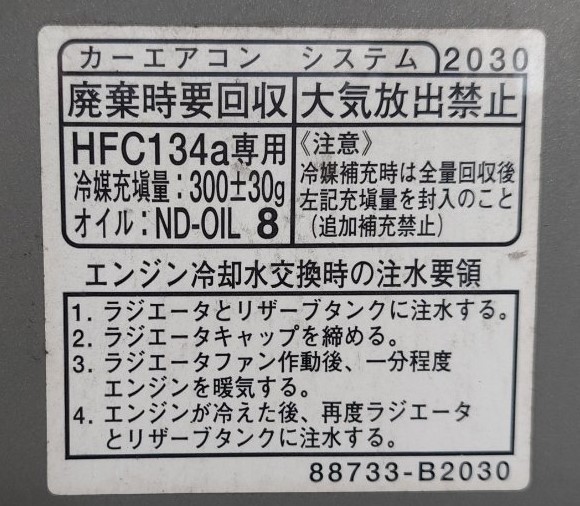 カーエアコン システム 2030
廃棄時要回収 大気放出禁止
HFC134a専用
冷媒充填量:300±30g
オイル:ND-OIL 8
《注意》
冷媒補充時は全量回収後
左記充填量を封入のこと
(追加補充禁止)
エンジン冷却水交換時の注水要領
1. ラジエータとリザーブタンクに注水する。
2. ラジエータキャップを締める。
3. ラジエータファン作動後、一分程度
エンジンを暖気する。
4. エンジンが冷えた後、再度ラジエータ
とリザーブタンクに注水する。
88733-B2030